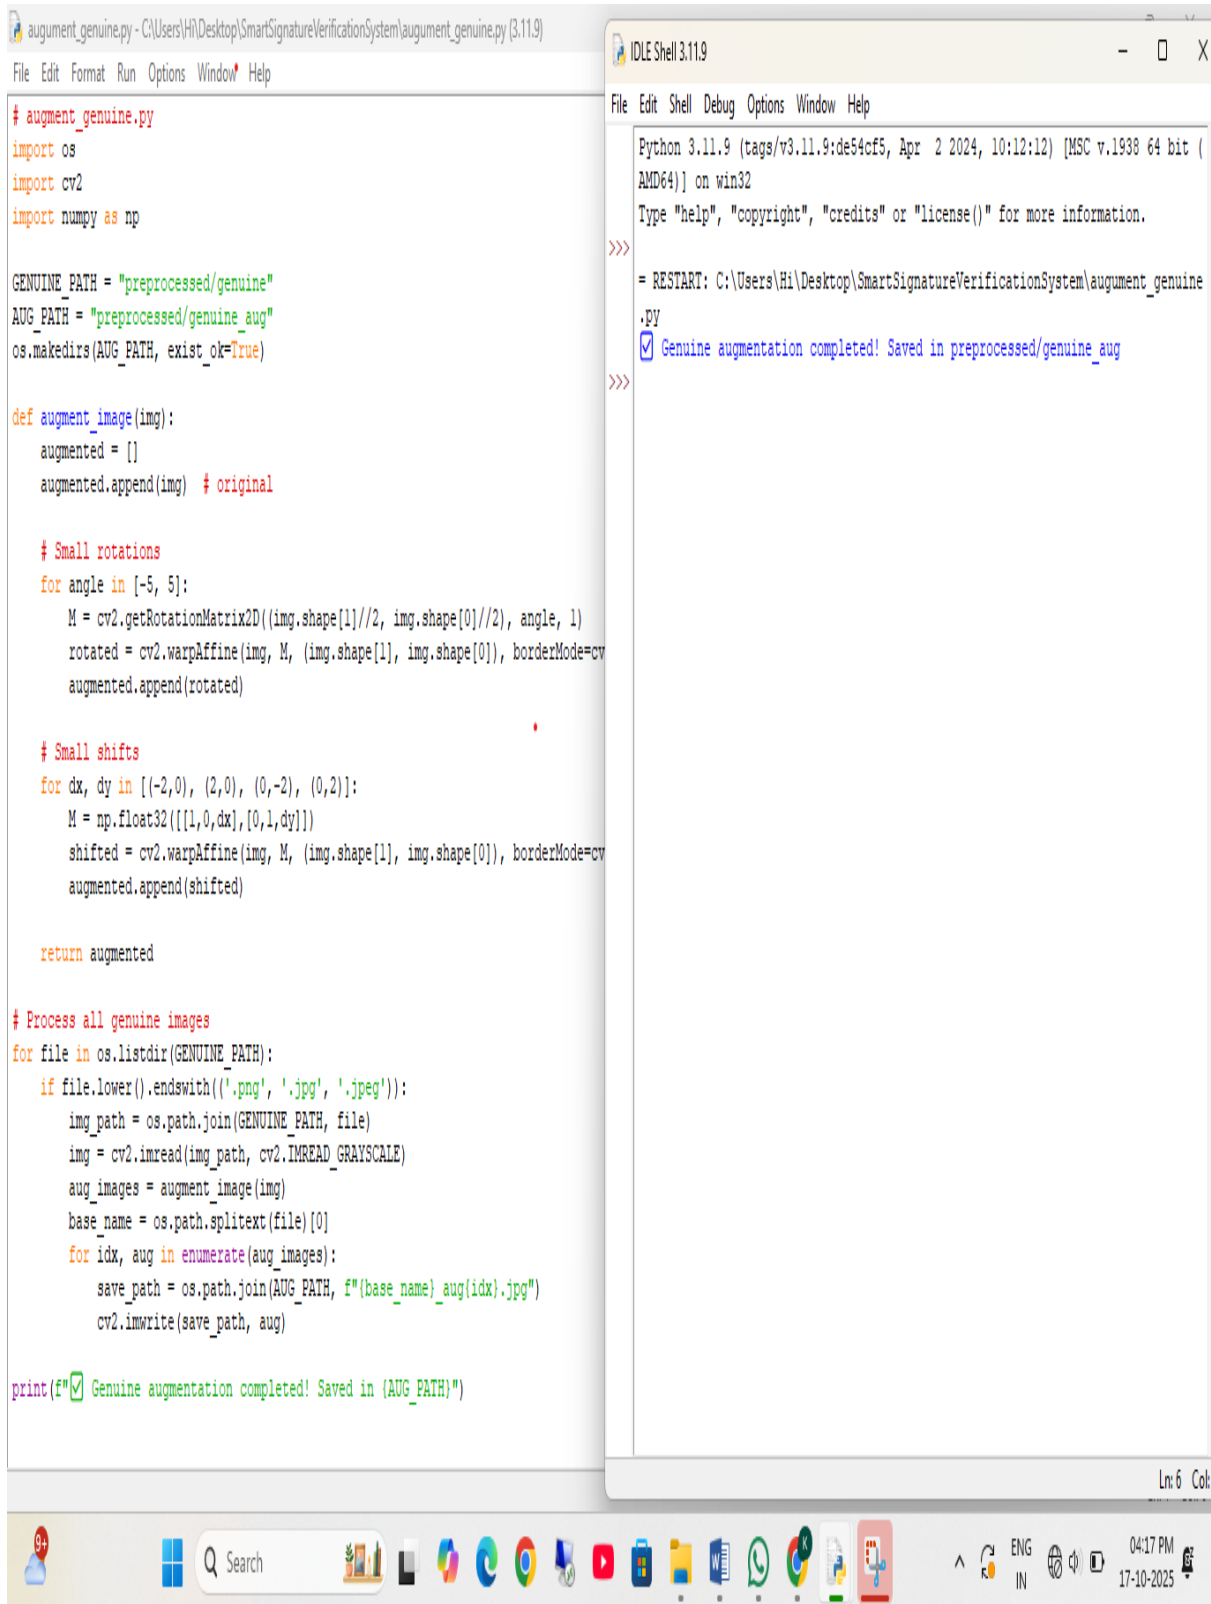 augument_genuine.py - C:\Users\Hi\Desktop\SmartSignatureVerificationSystem\augument_genuine.py (3.11.9)
File Edit Format Run Options Window Help
# augment_genuine.py
import os
import cv2
import numpy as np
GENUINE_PATH = "preprocessed/genuine"
AUG_PATH = "preprocessed/genuine_aug"
os.makedirs(AUG_PATH, exist_ok=True)
def augment_image(img):
augmented = []
augmented.append(img)  # original
# Small rotations
for angle in [-5, 5]:
M = cv2.getRotationMatrix2D((img.shape[1]//2, img.shape[0]//2), angle, 1)
rotated = cv2.warpAffine(img, M, (img.shape[1], img.shape[0]), borderMode=cv
augmented.append(rotated)
# Small shifts
for dx, dy in [(-2,0), (2,0), (0,-2), (0,2)]:
M = np.float32([[1,0,dx],[0,1,dy]])
shifted = cv2.warpAffine(img, M, (img.shape[1], img.shape[0]), borderMode=cv
augmented.append(shifted)
return augmented
# Process all genuine images
for file in os.listdir(GENUINE_PATH):
if file.lower().endswith(('.png', '.jpg', '.jpeg')):
img_path = os.path.join(GENUINE_PATH, file)
img = cv2.imread(img_path, cv2.IMREAD_GRAYSCALE)
aug_images = augment_image(img)
base_name = os.path.splitext(file)[0]
for idx, aug in enumerate(aug_images):
save_path = os.path.join(AUG_PATH, f"{base_name}_aug{idx}.jpg")
cv2.imwrite(save_path, aug)
print(f"✅ Genuine augmentation completed! Saved in {AUG_PATH}")
IDLE Shell 3.11.9
File Edit Shell Debug Options Window Help
Python 3.11.9 (tags/v3.11.9:de54cf5, Apr  2 2024, 10:12:12) [MSC v.1938 64 bit (
AMD64)] on win32
Type "help", "copyright", "credits" or "license()" for more information.
>>>
= RESTART: C:\Users\Hi\Desktop\SmartSignatureVerificationSystem\augument_genuine
.py
✅ Genuine augmentation completed! Saved in preprocessed/genuine_aug
>>>
Ln: 6 Col:
9+
Search
K
ENG
IN
04:17 PM
17-10-2025